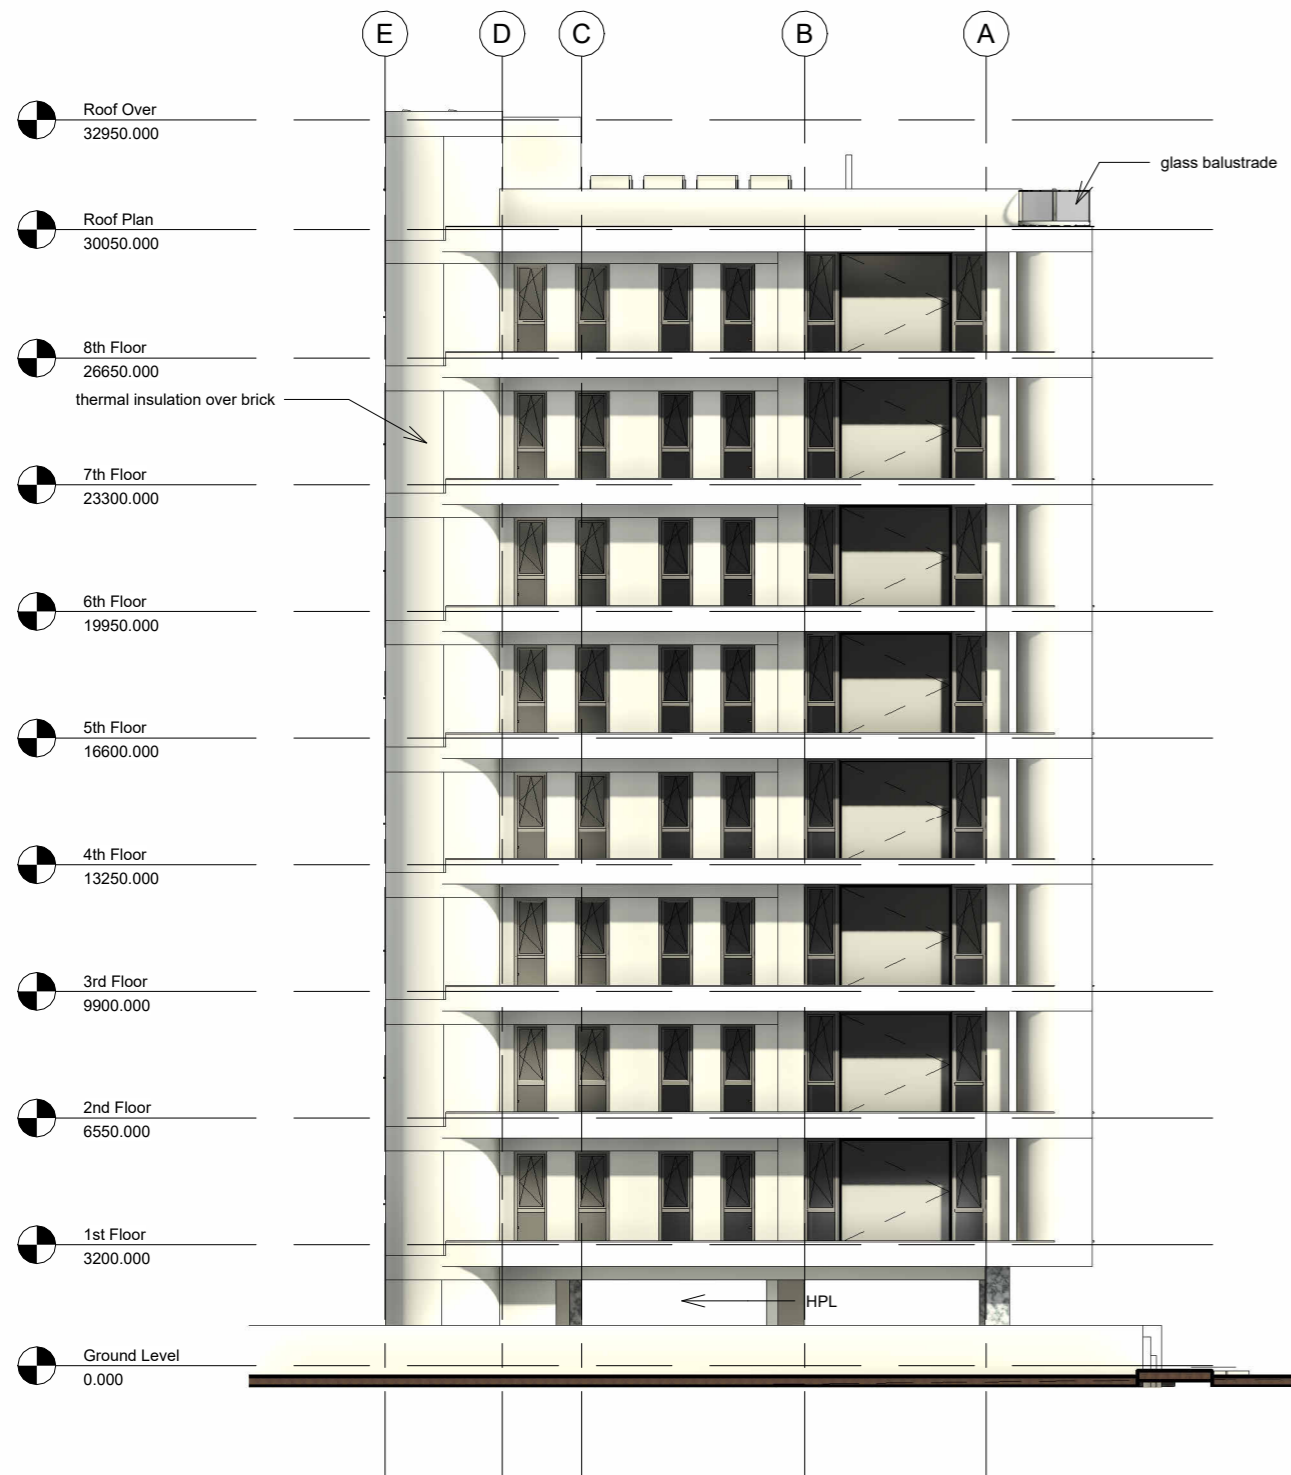 E
D
C
B
A
Roof Over
32950.000
glass balustrade
Roof Plan
30050.000
8th Floor
26650.000
thermal insulation over brick
7th Floor
23300.000
6th Floor
19950.000
5th Floor
16600.000
4th Floor
13250.000
3rd Floor
9900.000
2nd Floor
6550.000
1st Floor
3200.000
HPL
Ground Level
0.000